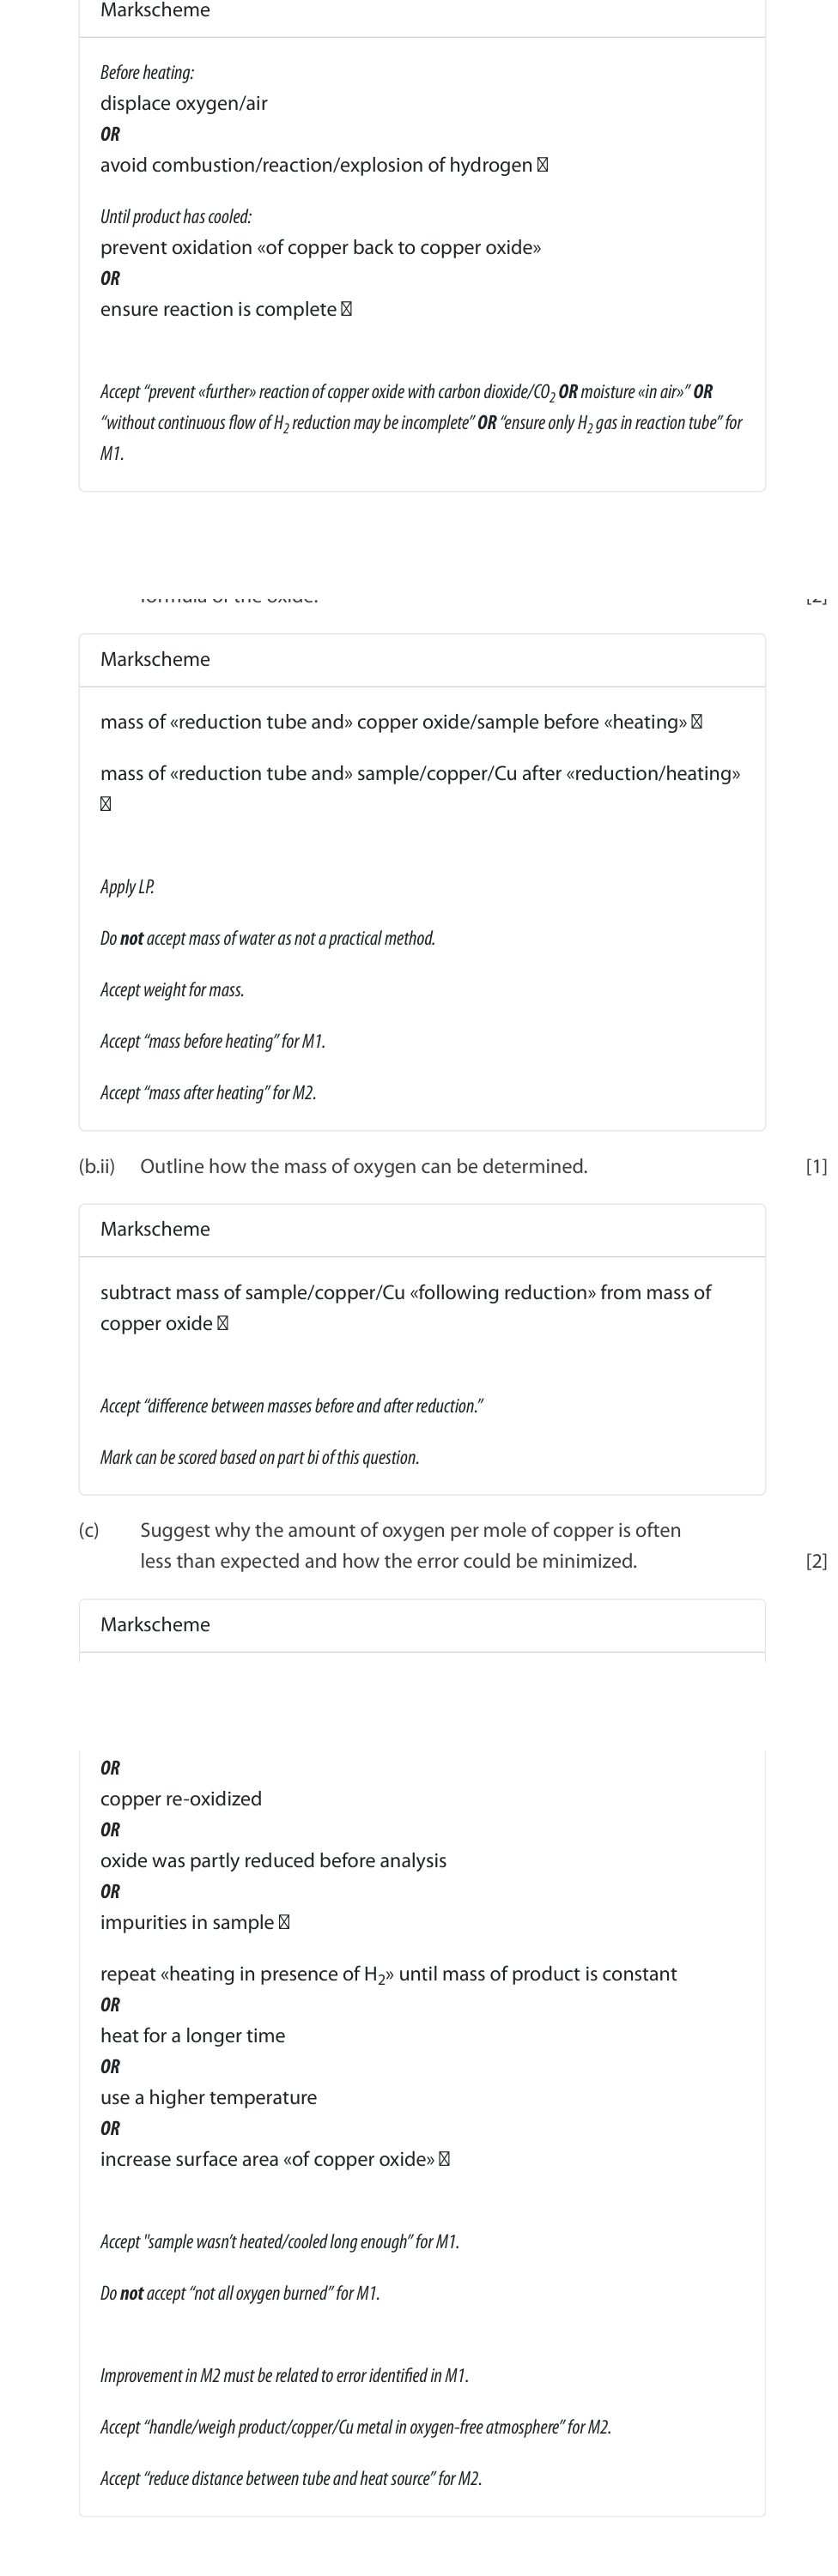 Markscheme
Before heating:
displace oxygen/air
OR
avoid combustion/reaction/explosion of hydrogen
Until product has cooled:
prevent oxidation «of copper back to copper oxide»
OR
ensure reaction is complete
Accept “prevent «further» reaction of copper oxide with carbon dioxide/CO₂ OR moisture «in air»” OR
“without continuous flow of H₂ reduction may be incomplete” OR “ensure only H₂ gas in reaction tube” for
M1.
formula of the oxide. [2]
Markscheme
mass of «reduction tube and» copper oxide/sample before «heating»
mass of «reduction tube and» sample/copper/Cu after «reduction/heating»
Apply LP.
Do not accept mass of water as not a practical method.
Accept weight for mass.
Accept “mass before heating” for M1.
Accept “mass after heating” for M2.
(b.ii) Outline how the mass of oxygen can be determined. [1]
Markscheme
subtract mass of sample/copper/Cu «following reduction» from mass of
copper oxide
Accept “difference between masses before and after reduction.”
Mark can be scored based on part bi of this question.
(c) Suggest why the amount of oxygen per mole of copper is often
less than expected and how the error could be minimized. [2]
Markscheme
OR
copper re-oxidized
OR
oxide was partly reduced before analysis
OR
impurities in sample
repeat «heating in presence of H₂» until mass of product is constant
OR
heat for a longer time
OR
use a higher temperature
OR
increase surface area «of copper oxide»
Accept "sample wasn’t heated/cooled long enough” for M1.
Do not accept “not all oxygen burned” for M1.
Improvement in M2 must be related to error identified in M1.
Accept “handle/weigh product/copper/Cu metal in oxygen-free atmosphere” for M2.
Accept “reduce distance between tube and heat source” for M2.